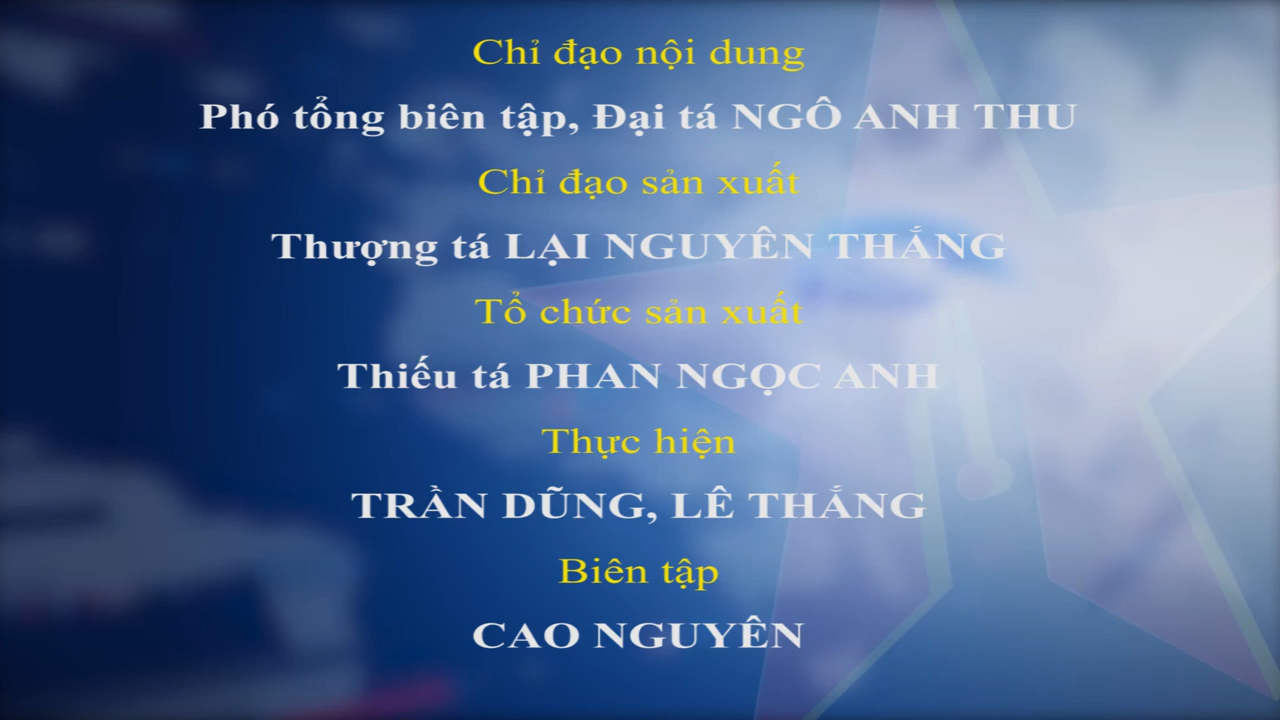 Chỉ đạo nội dung
Phó tổng biên tập, Đại tá NGÔ ANH THU
Chỉ đạo sản xuất
Thượng tá LẠI NGUYÊN THẮNG
Tổ chức sản xuất
Thiếu tá PHAN NGỌC ANH
Thực hiện
TRẦN DŨNG, LÊ THẮNG
Biên tập
CAO NGUYÊN